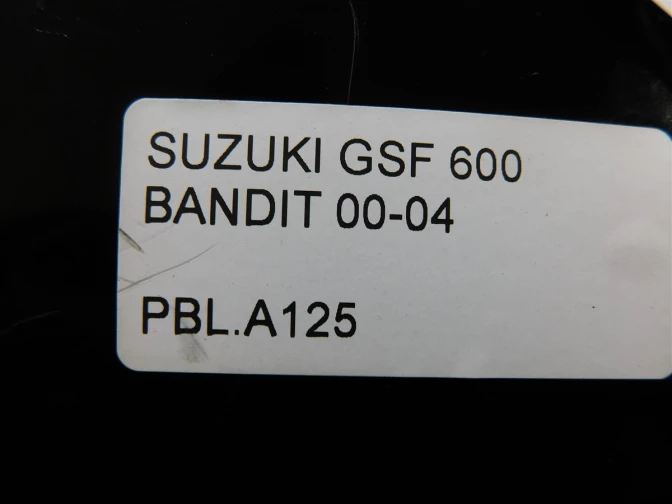 SUZUKI GSF 600
BANDIT 00-04
PBL.A125